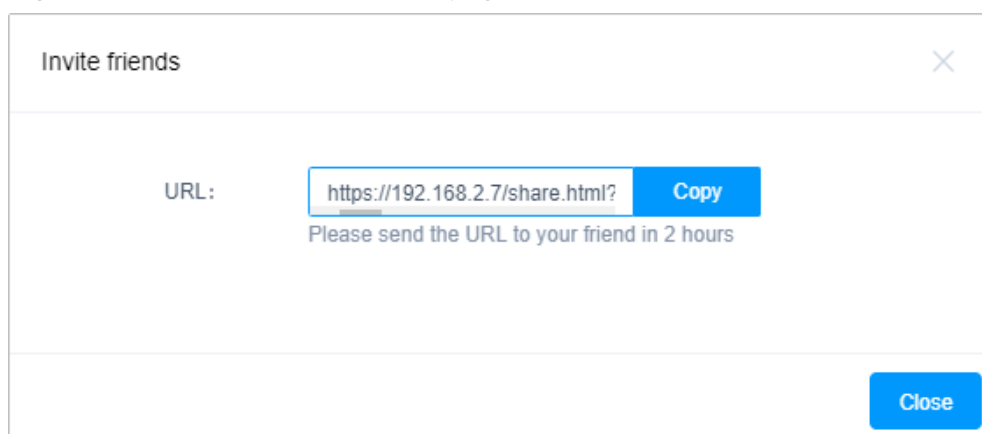 Invite friends
URL:
https://192.168.2.7/share.html?
Copy
Please send the URL to your friend in 2 hours
Close